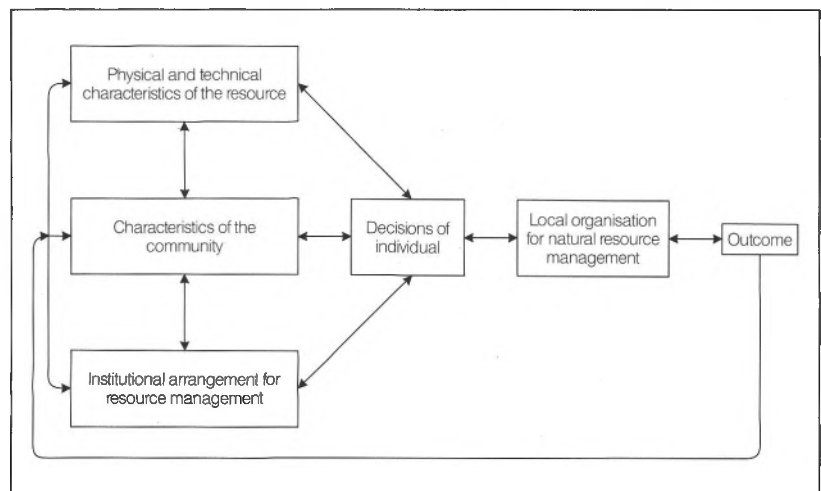 Physical and technical
characteristics of the resource
Characteristics of the
community
Decisions of
individual
Local organisation
for natural resource
management
Outcome
Institutional arrangement for
resource management